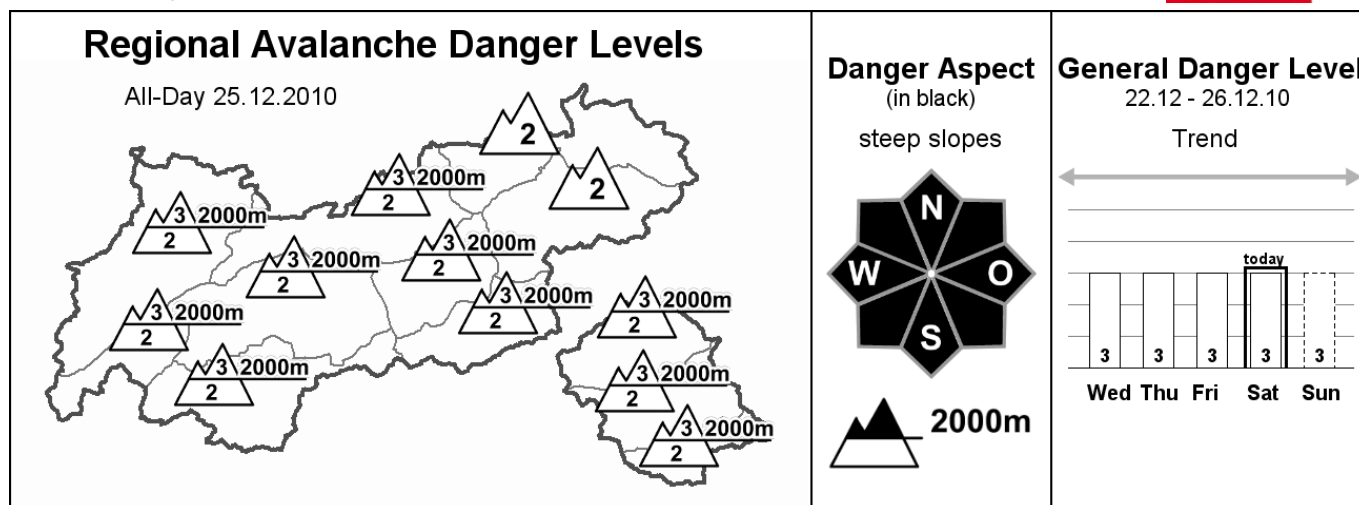 Regional Avalanche Danger Levels
All-Day 25.12.2010
2
2
3 2000m
2
3 2000m
2
3 2000m
2
3 2000m
2
3 2000m
2
3 2000m
2
3 2000m
2
3 2000m
2
3 2000m
2
3 2000m
2
Danger Aspect
(in black)
steep slopes
N
W O
S
2000m
General Danger Level
22.12 - 26.12.10
Trend
today
3 3 3 3 3
Wed Thu Fri Sat Sun